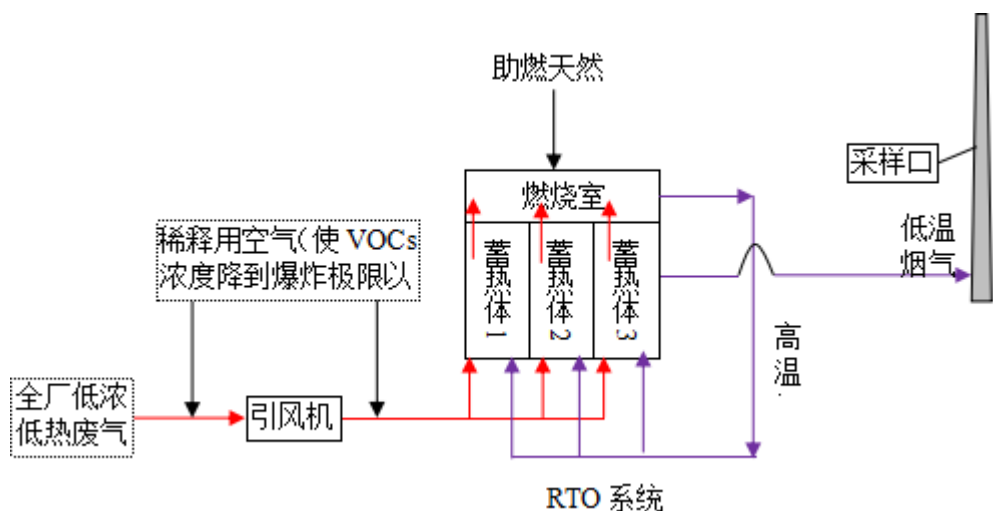 助燃天然
采样口
燃烧室
稀释用空气(使 VOCs
浓度降到爆炸极限以
低温
烟气
蓄热体1
蓄热体2
蓄热体3
高温
全厂低浓
低热废气
引风机
RTO 系统